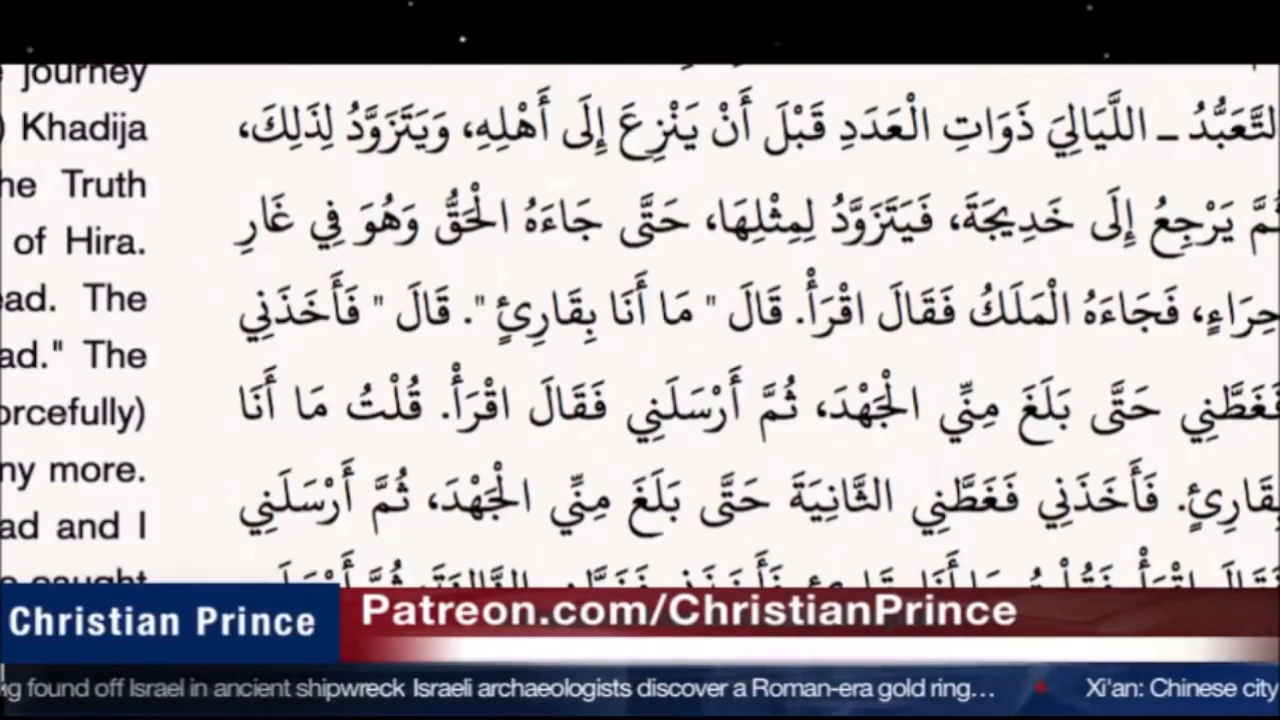 journey
) Khadija
he Truth
of Hira.
ead. The
ad." The
orcefully)
ny more.
ad and I
caught
لتَّعَبُّدُ ـ اللَّيَالِيَ ذَوَاتِ الْعَدَدِ قَبْلَ أَنْ يَنْزِعَ إِلَى أَهْلِهِ، وَيَتَزَوَّدُ لِذَلِكَ،
ثُمَّ يَرْجِعُ إِلَى خَدِيجَةَ، فَيَتَزَوَّدُ لِمِثْلِهَا، حَتَّى جَاءَهُ الْحَقُّ وَهُوَ فِي غَارِ
حِرَاءٍ، فَجَاءَهُ الْمَلَكُ فَقَالَ اقْرَأْ. قَالَ " مَا أَنَا بِقَارِئٍ ". قَالَ " فَأَخَذَنِي
فَغَطَّنِي حَتَّى بَلَغَ مِنِّي الْجَهْدَ، ثُمَّ أَرْسَلَنِي فَقَالَ اقْرَأْ. قُلْتُ مَا أَنَا
بِقَارِئٍ. فَأَخَذَنِي فَغَطَّنِي الثَّانِيَةَ حَتَّى بَلَغَ مِنِّي الْجَهْدَ، ثُمَّ أَرْسَلَنِي
Christian Prince
Patreon.com/ChristianPrince
g found off Israel in ancient shipwreck Israeli archaeologists discover a Roman-era gold ring... Xi'an: Chinese city